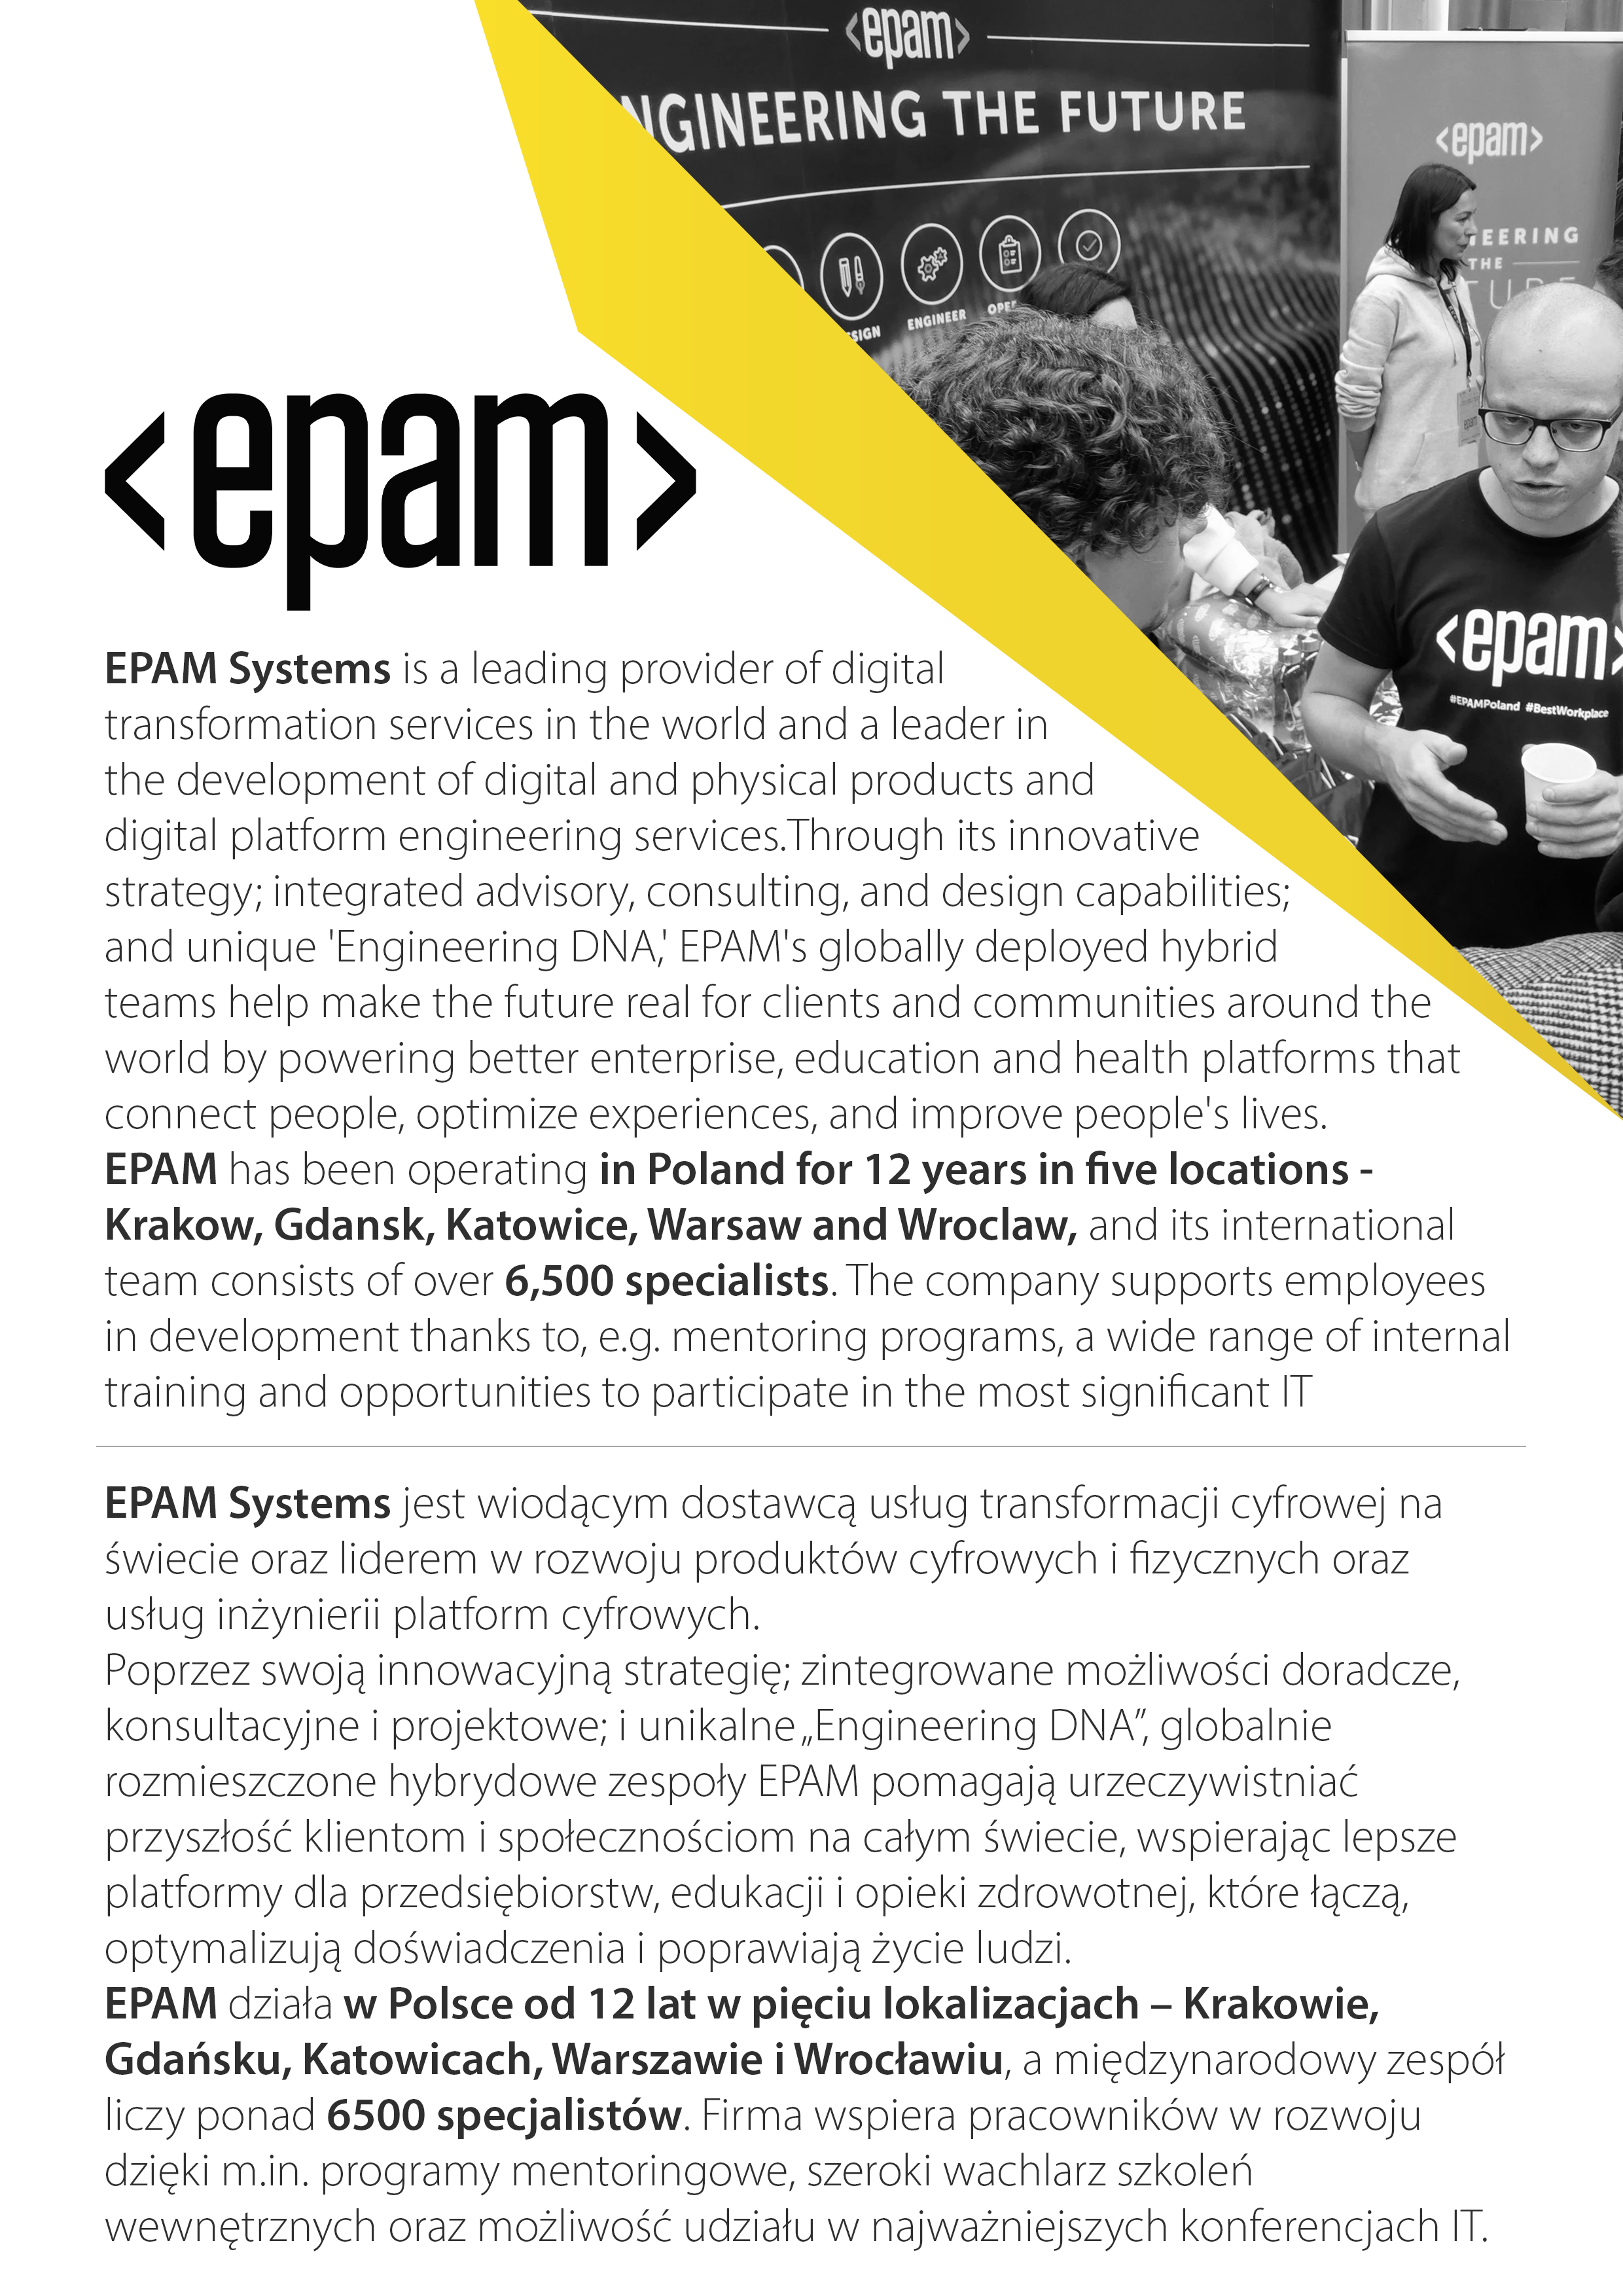 <epam>
NGINEERING THE FUTURE
SIGN
ENGINEER
OPE
<epam>
EERING
THE
TURE
<epam>
#EPAMPoland #BestWorkplace
<epam>
EPAM Systems is a leading provider of digital
transformation services in the world and a leader in
the development of digital and physical products and
digital platform engineering services.Through its innovative
strategy; integrated advisory, consulting, and design capabilities;
and unique 'Engineering DNA,' EPAM's globally deployed hybrid
teams help make the future real for clients and communities around the
world by powering better enterprise, education and health platforms that
connect people, optimize experiences, and improve people's lives.
EPAM has been operating in Poland for 12 years in five locations -
Krakow, Gdansk, Katowice, Warsaw and Wroclaw, and its international
team consists of over 6,500 specialists. The company supports employees
in development thanks to, e.g. mentoring programs, a wide range of internal
training and opportunities to participate in the most significant IT
EPAM Systems jest wiodącym dostawcą usług transformacji cyfrowej na
świecie oraz liderem w rozwoju produktów cyfrowych i fizycznych oraz
usług inżynierii platform cyfrowych.
Poprzez swoją innowacyjną strategię; zintegrowane możliwości doradcze,
konsultacyjne i projektowe; i unikalne „Engineering DNA”, globalnie
rozmieszczone hybrydowe zespoły EPAM pomagają urzeczywistniać
przyszłość klientom i społecznościom na całym świecie, wspierając lepsze
platformy dla przedsiębiorstw, edukacji i opieki zdrowotnej, które łączą,
optymalizują doświadczenia i poprawiają życie ludzi.
EPAM działa w Polsce od 12 lat w pięciu lokalizacjach – Krakowie,
Gdańsku, Katowicach, Warszawie i Wrocławiu, a międzynarodowy zespół
liczy ponad 6500 specjalistów. Firma wspiera pracowników w rozwoju
dzięki m.in. programy mentoringowe, szeroki wachlarz szkoleń
wewnętrznych oraz możliwość udziału w najważniejszych konferencjach IT.